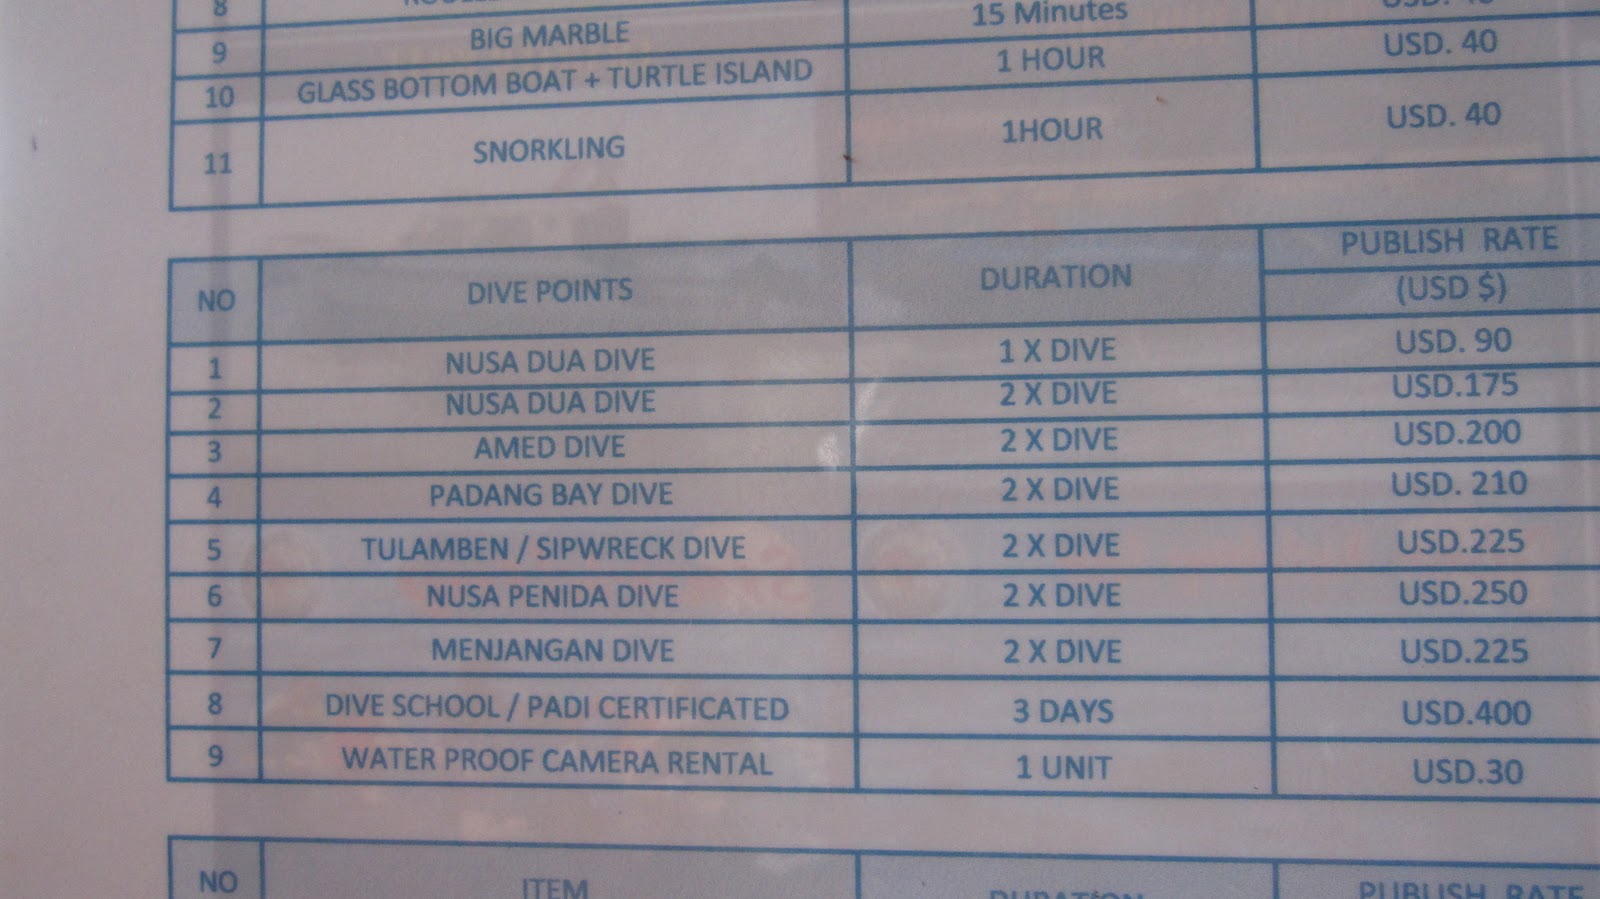 8
9 BIG MARBLE 15 Minutes USD.
10 GLASS BOTTOM BOAT + TURTLE ISLAND 1 HOUR USD. 40
11 SNORKLING 1HOUR USD. 40
NO DIVE POINTS DURATION PUBLISH RATE
(USD $)
1 NUSA DUA DIVE 1 X DIVE USD. 90
2 NUSA DUA DIVE 2 X DIVE USD.175
3 AMED DIVE 2 X DIVE USD.200
4 PADANG BAY DIVE 2 X DIVE USD. 210
5 TULAMBEN / SIPWRECK DIVE 2 X DIVE USD.225
6 NUSA PENIDA DIVE 2 X DIVE USD.250
7 MENJANGAN DIVE 2 X DIVE USD.225
8 DIVE SCHOOL / PADI CERTIFICATED 3 DAYS USD.400
9 WATER PROOF CAMERA RENTAL 1 UNIT USD.30
NO ITEM DURATION PUBLISH RATE